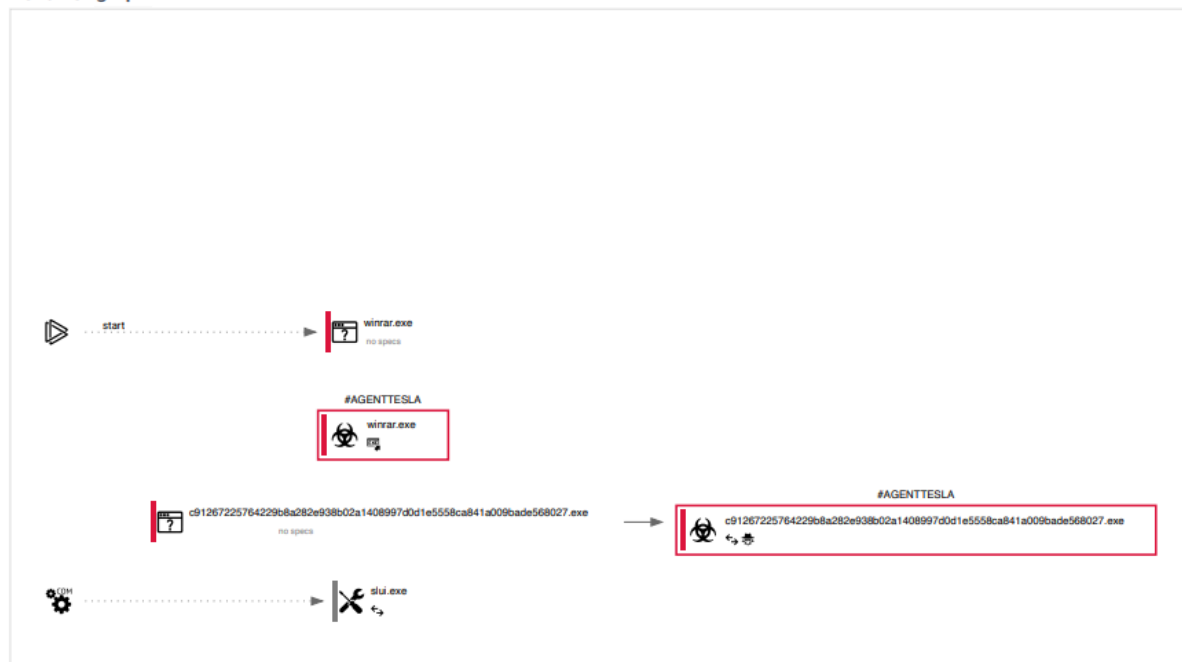 start
winrar.exe
no specs
#AGENTTESLA
winrar.exe
c91267225764229b8a282e938b02a1408997d0d1e5558ca841a009bade568027.exe
no specs
#AGENTTESLA
c91267225764229b8a282e938b02a1408997d0d1e5558ca841a009bade568027.exe
COM
slui.exe